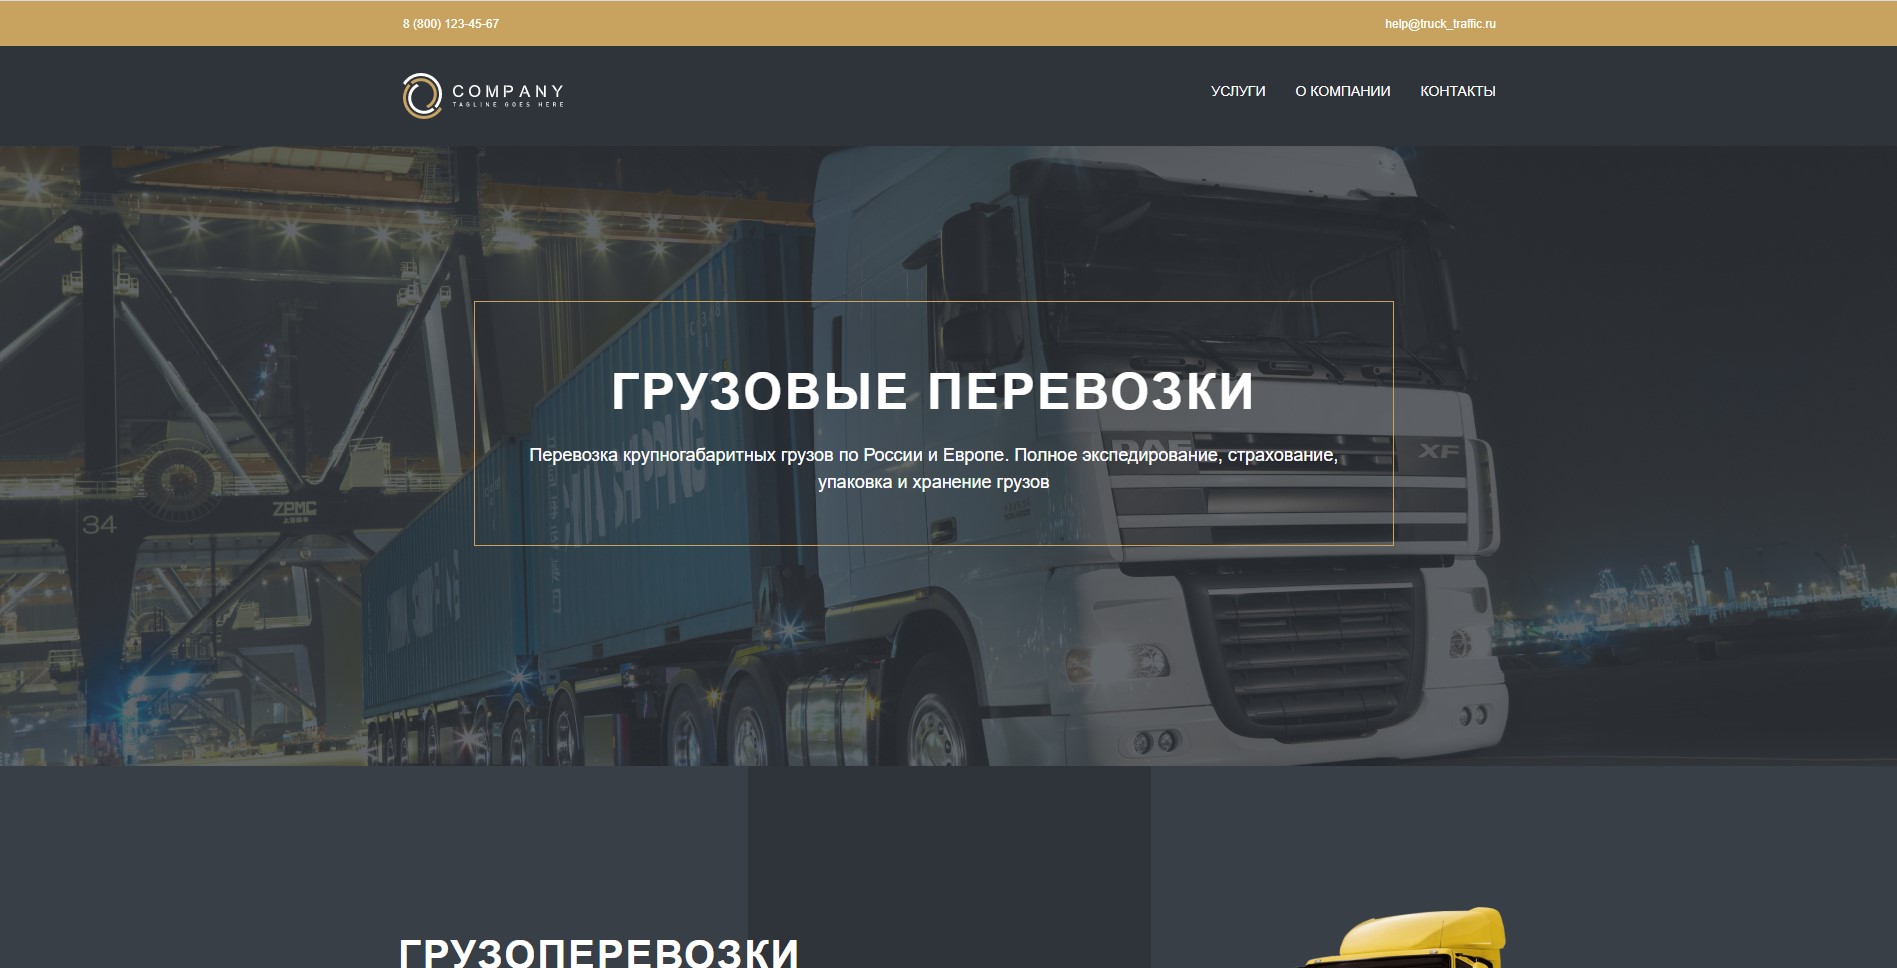 8 (800) 123-45-67
help@truck_traffic.ru
COMPANY
TAGLINE GOES HERE
УСЛУГИ
О КОМПАНИИ
КОНТАКТЫ
ГРУЗОВЫЕ ПЕРЕВОЗКИ
Перевозка крупногабаритных грузов по России и Европе. Полное экспедирование, страхование,
упаковка и хранение грузов
DAF
XF
34
ZPMC
ГРУЗОПЕРЕВОЗКИ